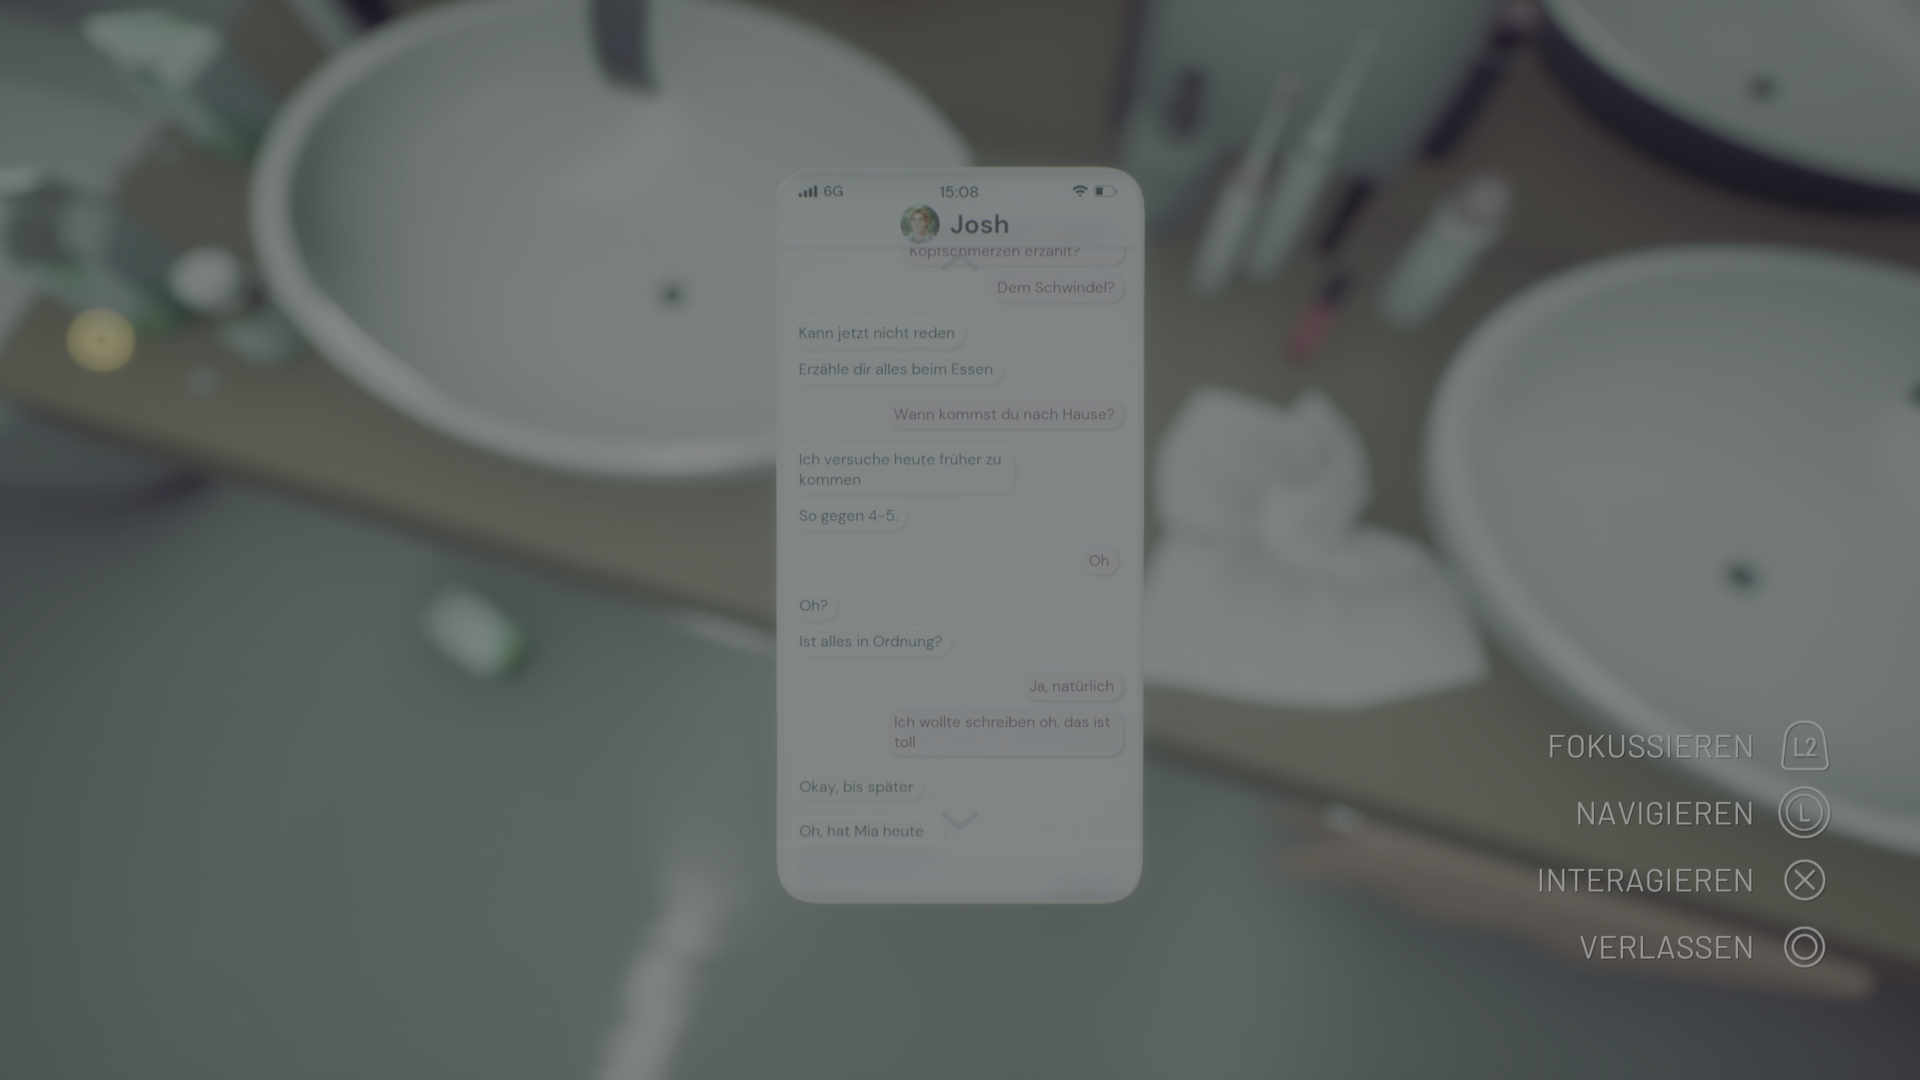 6G
15:08
Josh
Kopfschmerzen erzählt?
Dem Schwindel?
Kann jetzt nicht reden
Erzähle dir alles beim Essen
Wann kommst du nach Hause?
Ich versuche heute früher zu
kommen
So gegen 4-5.
Oh
Oh?
Ist alles in Ordnung?
Ja, natürlich
Ich wollte schreiben oh, das ist
toll
Okay, bis später
Oh, hat Mia heute
FOKUSSIEREN L2
NAVIGIEREN L
INTERAGIEREN
VERLASSEN